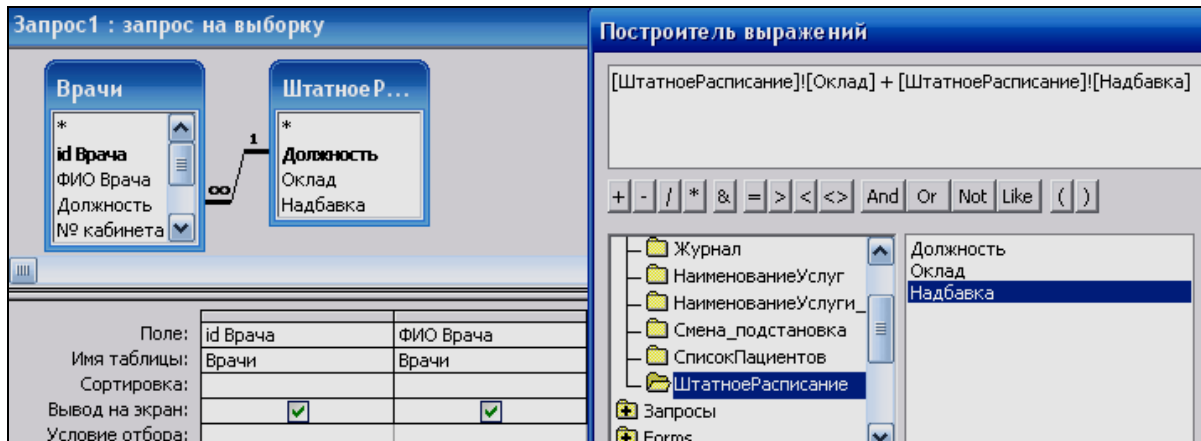 Запрос1 : запрос на выборку
Врачи
*
id Врача
ФИО Врача
Должность
№ кабинета
∞
1
ШтатноеР...
*
Должность
Оклад
Надбавка
Поле: id Врача ФИО Врача
Имя таблицы: Врачи Врачи
Сортировка:
Вывод на экран:
Условие отбора:
Построитель выражений
[ШтатноеРасписание]![Оклад] + [ШтатноеРасписание]![Надбавка]
+ - / * & = > < <> And Or Not Like ( )
Журнал
НаименованиеУслуг
НаименованиеУслуги_
Смена_подстановка
СписокПациентов
ШтатноеРасписание
Запросы
Forms
Должность
Оклад
Надбавка